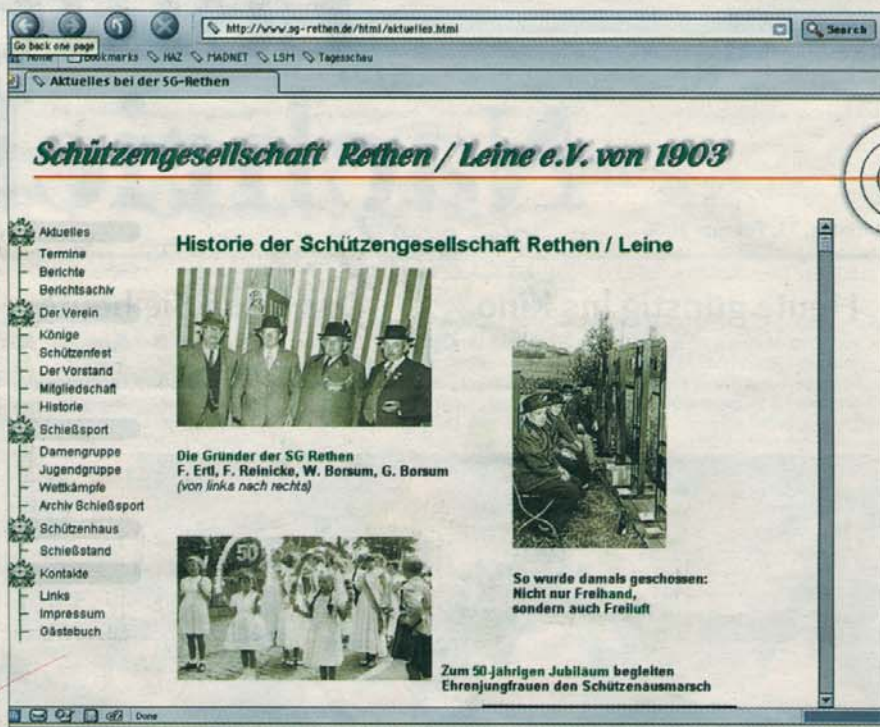 http://www.sg-rethen.de/html/aktuelles.html
Search
Go back one page
Home Bookmarks HAZ MADNET LSM Tagesschau
Aktuelles bei der SG-Rethen
Schützengesellschaft Rethen / Leine e.V. von 1903
Aktuelles
Termine
Berichte
Berichtsachiv
Der Verein
Könige
Schützenfest
Der Vorstand
Mitgliedschaft
Historie
Schießsport
Damengruppe
Jugendgruppe
Wettkämpfe
Archiv Schießsport
Schützenhaus
Schießstand
Kontakte
Links
Impressum
Gästebuch
Historie der Schützengesellschaft Rethen / Leine
Die Gründer der SG Rethen
F. Ertl, F. Reinicke, W. Borsum, G. Borsum
(von links nach rechts)
50
So wurde damals geschossen:
Nicht nur Freihand,
sondern auch Freiluft
Zum 50-jährigen Jubiläum begleiten
Ehrenjungfrauen den Schützenausmarsch
Done